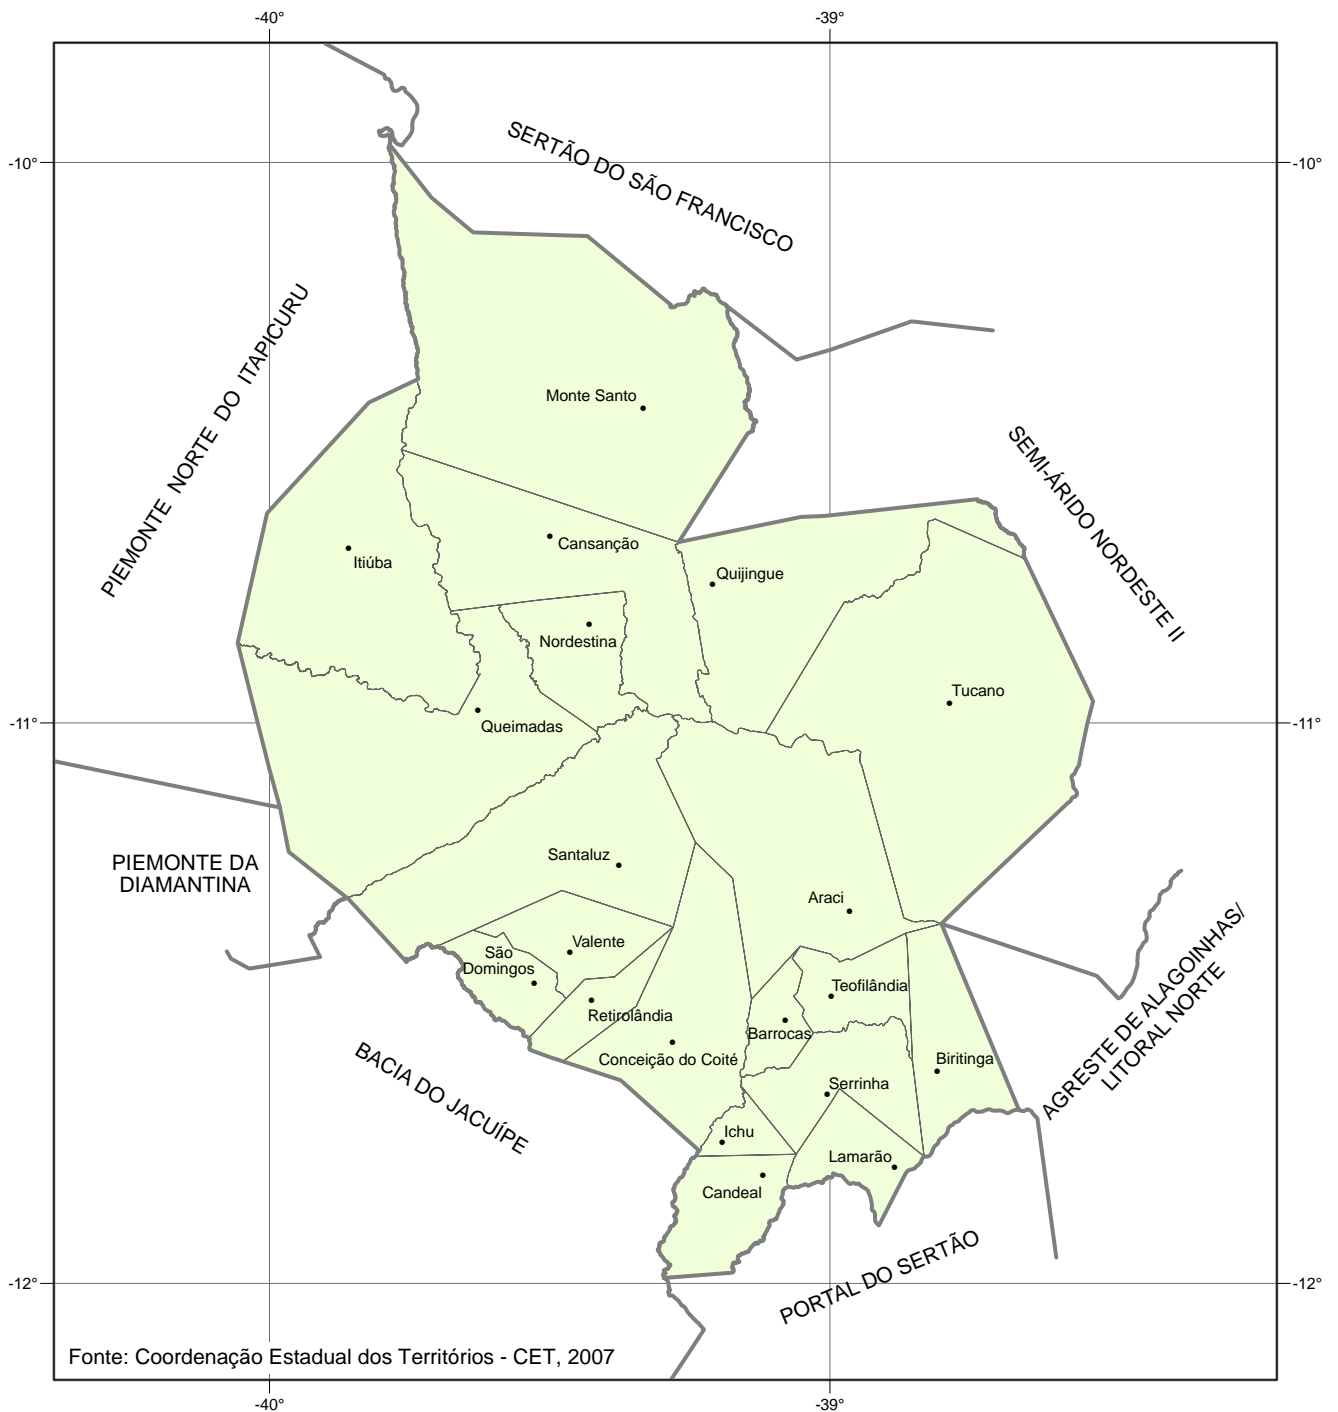 -40°
-39°
-10°
-10°
SERTÃO DO SÃO FRANCISCO
PIEMONTE NORTE DO ITAPICURU
Monte Santo
SEMI-ÁRIDO NORDESTE II
Cansanção
Itiúba
Quijingue
Nordestina
Tucano
Queimadas
-11°
-11°
PIEMONTE DA
DIAMANTINA
Santaluz
Araci
Valente
São
Domingos
Teofilândia
Retirolândia
Barrocas
Conceição do Coité
Biritinga
AGRESTE DE ALAGOINHAS/
LITORAL NORTE
BACIA DO JACUÍPE
Serrinha
Ichu
Lamarão
Candeal
PORTAL DO SERTÃO
-12°
-12°
Fonte: Coordenação Estadual dos Territórios - CET, 2007
-40°
-39°